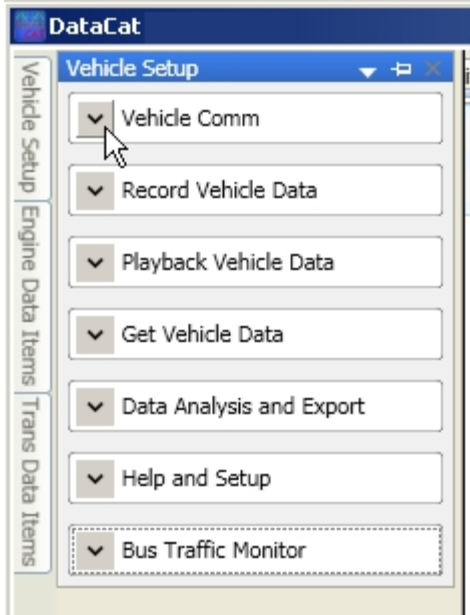 DataCat
Vehicle Setup
Vehicle Setup
Engine Data Items
Trans Data Items
Vehicle Comm
Record Vehicle Data
Playback Vehicle Data
Get Vehicle Data
Data Analysis and Export
Help and Setup
Bus Traffic Monitor